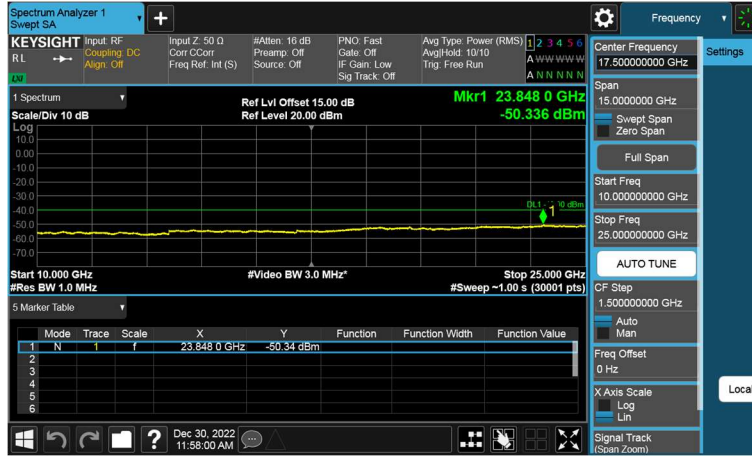 Spectrum Analyzer 1
Swept SA
Frequency
KEYSIGHT
RL
LXI
Input: RF
Coupling: DC
Align: Off
Input Z: 50 Ω
Corr CCorr
Freq Ref: Int (S)
#Atten: 16 dB
Preamp: Off
Source: Off
PNO: Fast
Gate: Off
IF Gain: Low
Sig Track: Off
Avg Type: Power (RMS)
Avg|Hold: 10/10
Trig: Free Run
1 2 3 4 5 6
A W W W W W
A N N N N N
1 Spectrum
Scale/Div 10 dB
Ref Lvl Offset 15.00 dB
Ref Level 20.00 dBm
Mkr1 23.848 0 GHz
-50.336 dBm
Log
10.0
0.00
-10.0
-20.0
-30.0
-40.0
-50.0
-60.0
-70.0
DL1
dBm
1
Start 10.000 GHz
#Video BW 3.0 MHz*
Stop 25.000 GHz
#Res BW 1.0 MHz
#Sweep ~1.00 s (30001 pts)
5 Marker Table
Mode Trace Scale X Y Function Function Width Function Value
1 N 1 f 23.848 0 GHz -50.34 dBm
2
3
4
5
6
Dec 30, 2022
11:58:00 AM
Center Frequency
17.500000000 GHz
Span
15.0000000 GHz
Swept Span
Zero Span
Full Span
Start Freq
10.000000000 GHz
Stop Freq
25.000000000 GHz
AUTO TUNE
CF Step
1.500000000 GHz
Auto
Man
Freq Offset
0 Hz
X Axis Scale
Log
Lin
Signal Track
(Span Zoom)
Settings
Local